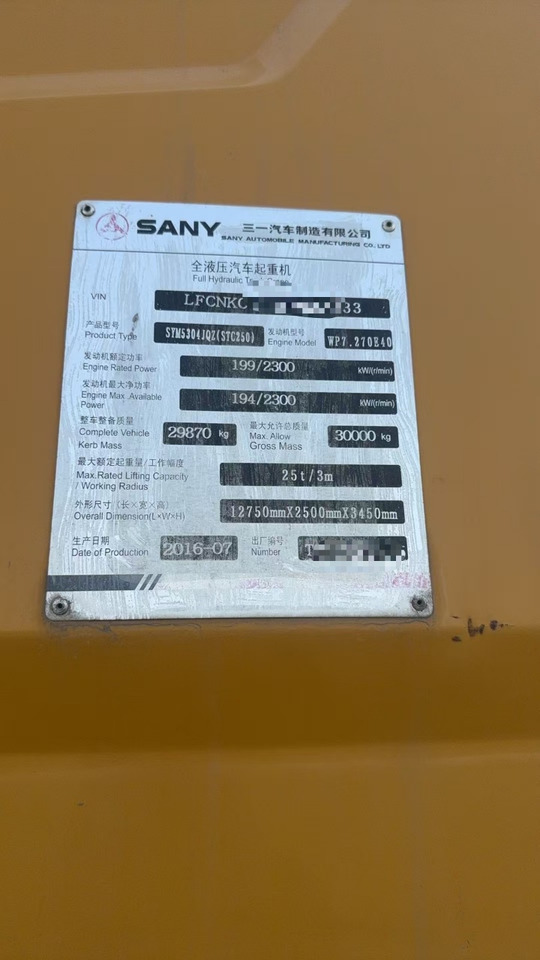 SANY 三一汽车制造有限公司
SANY AUTOMOBILE MANUFACTURING CO., LTD
全液压汽车起重机
Full Hydraulic
VIN LFCNKC 33
产品型号 发动机型号
Product Type SYM5304JQZ(STC250) Engine Model WP7.270E40
发动机额定功率
Engine Rated Power 199/2300 kW/(r/min)
发动机最大净功率
Engine Max .Available Power 194/2300 kW/(r/min)
整车整备质量 最大允许总质量
Complete Vehicle Kerb Mass 29870 kg Max. Allow Gross Mass 30000 kg
最大额定起重量/工作幅度
Max.Rated Lifting Capacity / Working Radius 25t/3m
外形尺寸（长×宽×高）
Overall Dimension(L×W×H) 12750mmX2500mmX3450mm
生产日期 出厂编号
Date of Production 2016-07 Number T